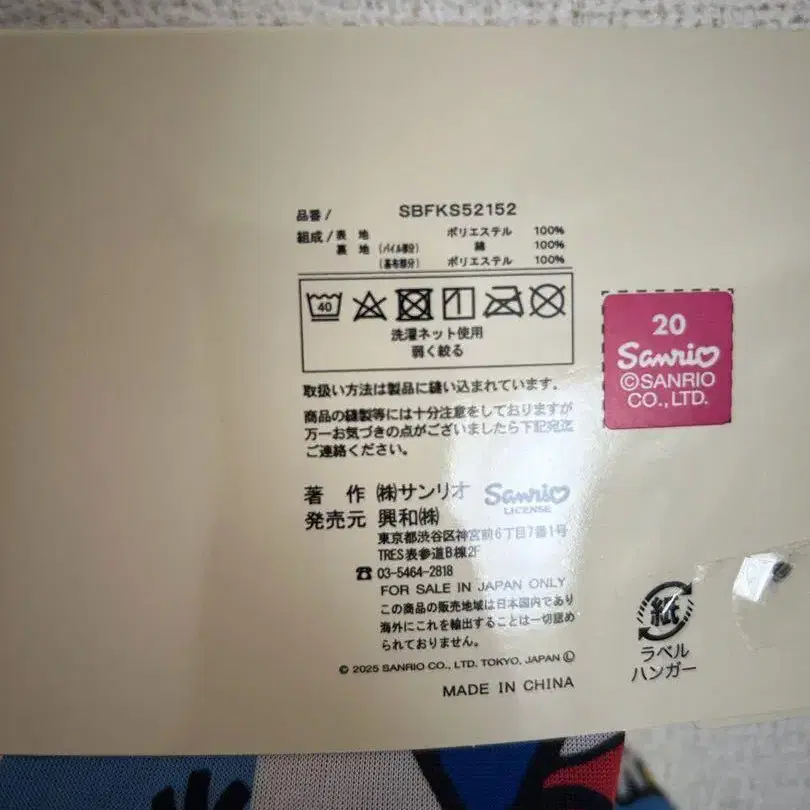 品番/ SBFKS52152
組成/表 地 ポリエステル 100%
裏 地 (パイル部分) 綿 100%
(基布部分) ポリエステル 100%
40
洗濯ネット使用
弱く絞る
取扱い方法は製品に縫い込まれています。
商品の縫製等には十分注意をしておりますが
万一お気づきの点がございましたら下記宛迄
ご連絡ください。
著 作 ㈱サンリオ Sanrio
LICENSE
発売元 興和㈱
東京都渋谷区神宮前6丁目7番1号
TRES表参道B棟2F
☎ 03-5464-2818
FOR SALE IN JAPAN ONLY
この商品の販売地域は日本国内であり
海外にこれを輸出することは一切認め
られておりません。
© 2025 SANRIO CO., LTD. TOKYO, JAPAN Ⓛ
MADE IN CHINA
20
Sanrio
©SANRIO
CO., LTD.
紙
ラベル
ハンガー